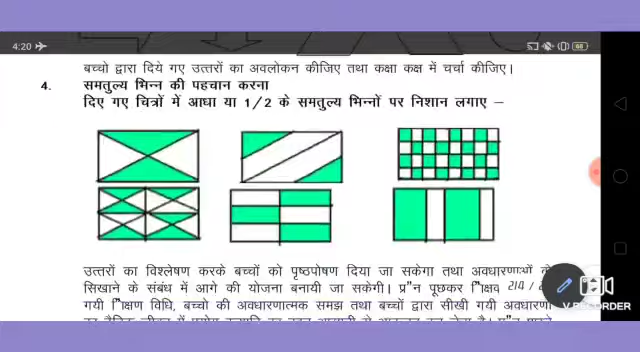 4:20
68
बच्चो द्वारा दिये गए उत्तरों का अवलोकन कीजिए तथा कक्षा कक्ष में चर्चा कीजिए।
4. समतुल्य भिन्न की पहचान करना
दिए गए चित्रों में आधा या 1/2 के समतुल्य भिन्नों पर निशान लगाए –
उत्तरों का विश्लेषण करके बच्चों को पृष्ठपोषण दिया जा सकेगा तथा अवधारणाओं
सिखाने के संबंध में आगे की योजना बनायी जा सकेगी। प्र"न पूछकर
गयी विधि, बच्चो की अवधारणात्मक समझ तथा बच्चों द्वारा सीखी गयी अवधारणा
V RECORDER